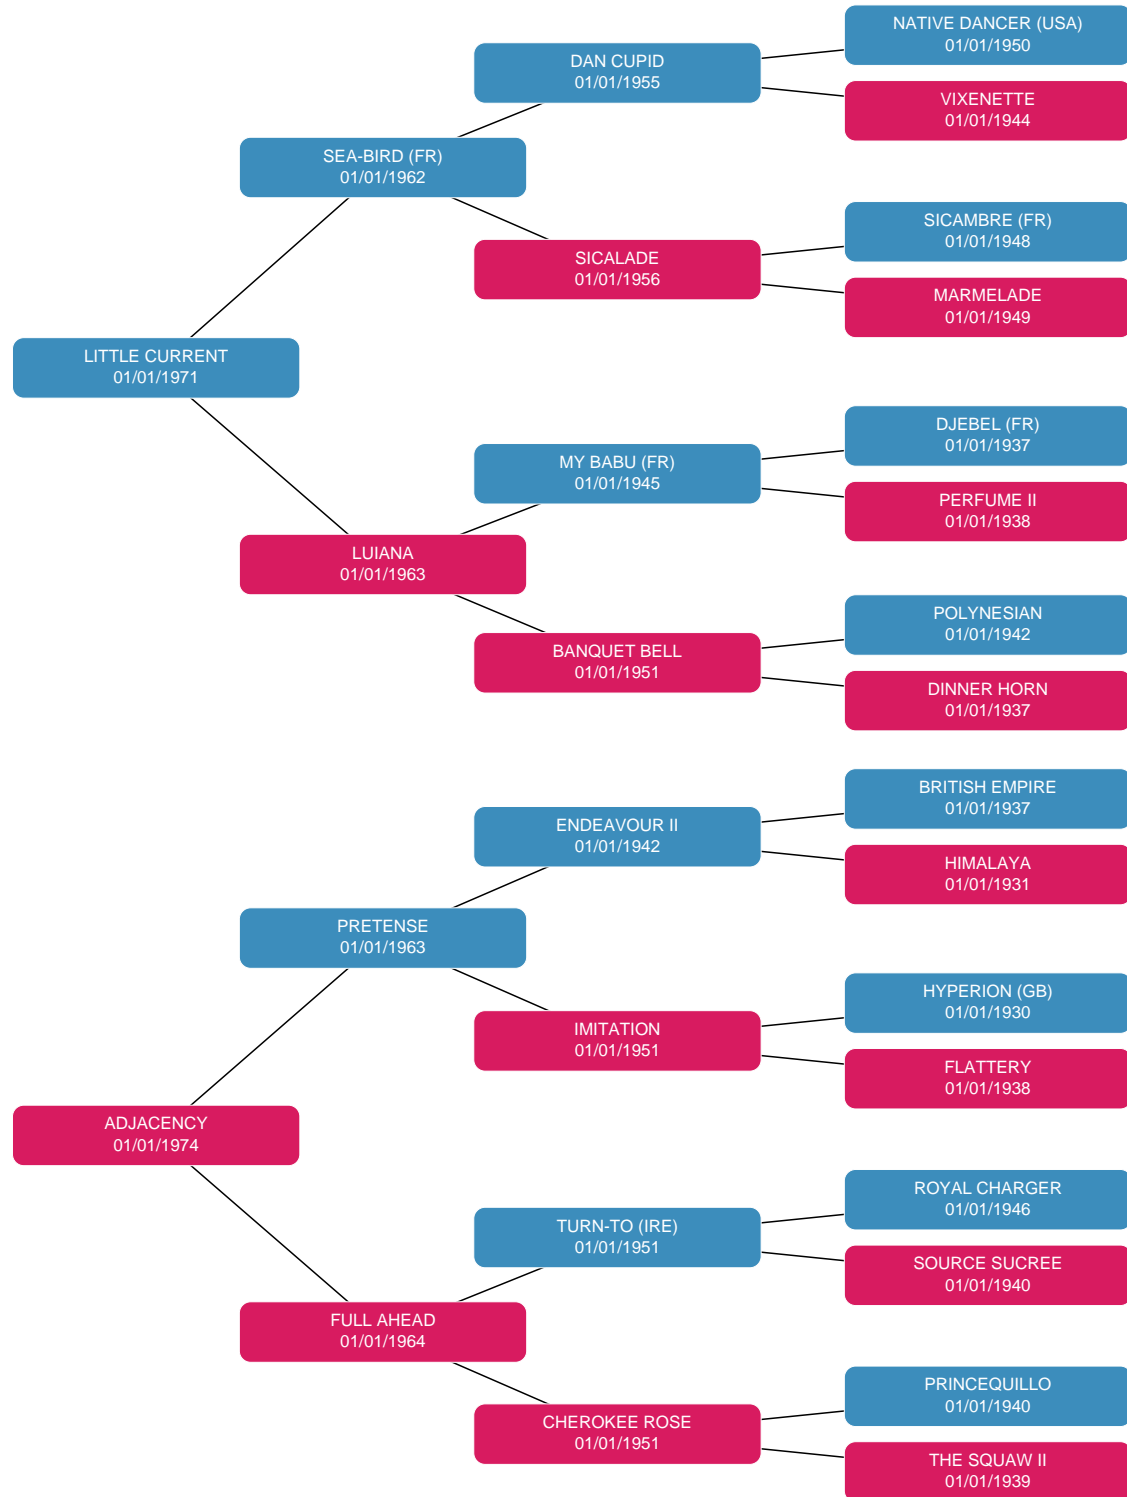 NATIVE DANCER (USA)
01/01/1950
DAN CUPID
01/01/1955
VIXENETTE
01/01/1944
SEA-BIRD (FR)
01/01/1962
SICAMBRE (FR)
01/01/1948
SICALADE
01/01/1956
MARMELADE
01/01/1949
LITTLE CURRENT
01/01/1971
DJEBEL (FR)
01/01/1937
MY BABU (FR)
01/01/1945
PERFUME II
01/01/1938
LUIANA
01/01/1963
POLYNESIAN
01/01/1942
BANQUET BELL
01/01/1951
DINNER HORN
01/01/1937
BRITISH EMPIRE
01/01/1937
ENDEAVOUR II
01/01/1942
HIMALAYA
01/01/1931
PRETENSE
01/01/1963
HYPERION (GB)
01/01/1930
IMITATION
01/01/1951
FLATTERY
01/01/1938
ADJACENCY
01/01/1974
ROYAL CHARGER
01/01/1946
TURN-TO (IRE)
01/01/1951
SOURCE SUCREE
01/01/1940
FULL AHEAD
01/01/1964
PRINCEQUILLO
01/01/1940
CHEROKEE ROSE
01/01/1951
THE SQUAW II
01/01/1939